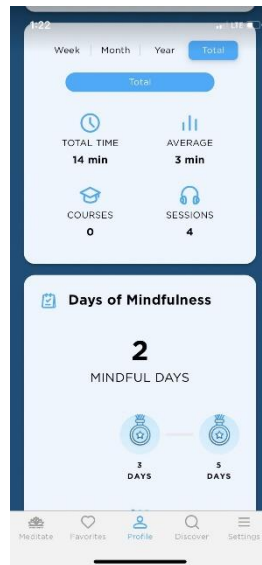 1:22
LTE
Week Month Year Total
Total
TOTAL TIME AVERAGE
14 min 3 min
COURSES SESSIONS
0 4
Days of Mindfulness
2
MINDFUL DAYS
3 5
DAYS DAYS
Meditate Favorites Profile Discover Settings